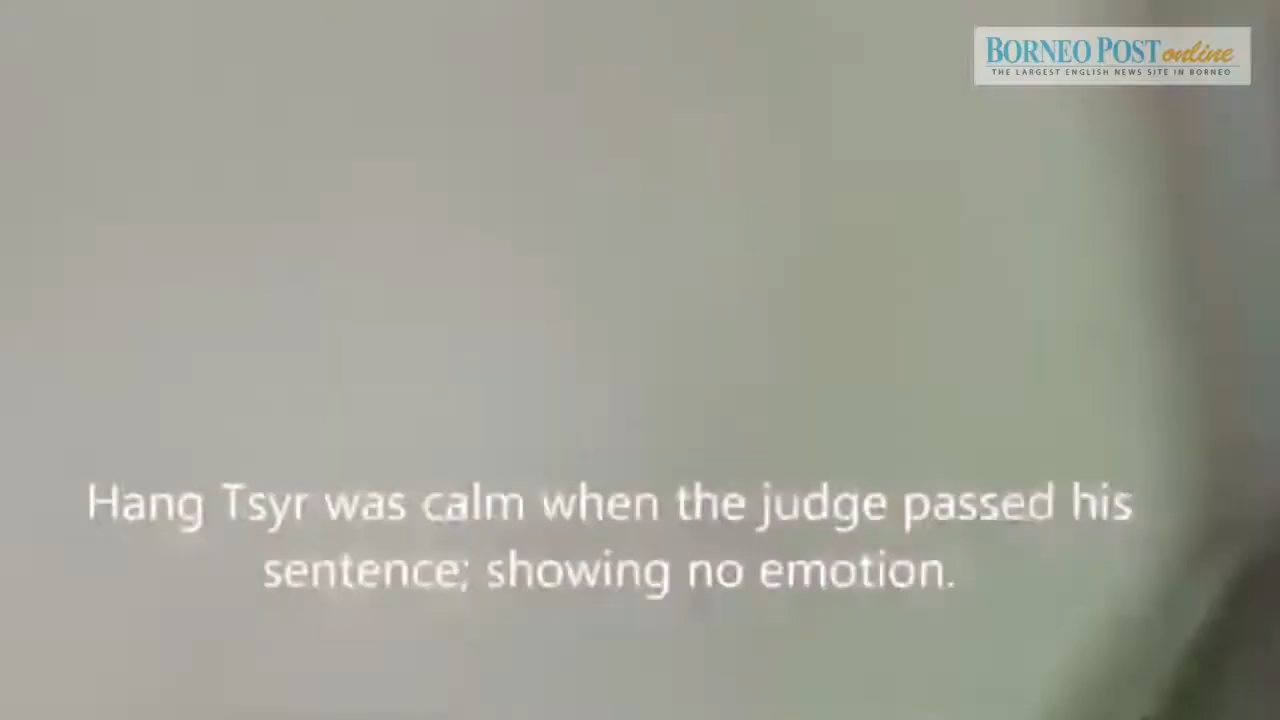 BORNEO POST online
THE LARGEST ENGLISH NEWS SITE IN BORNEO
Hang Tsyr was calm when the judge passed his
sentence; showing no emotion.